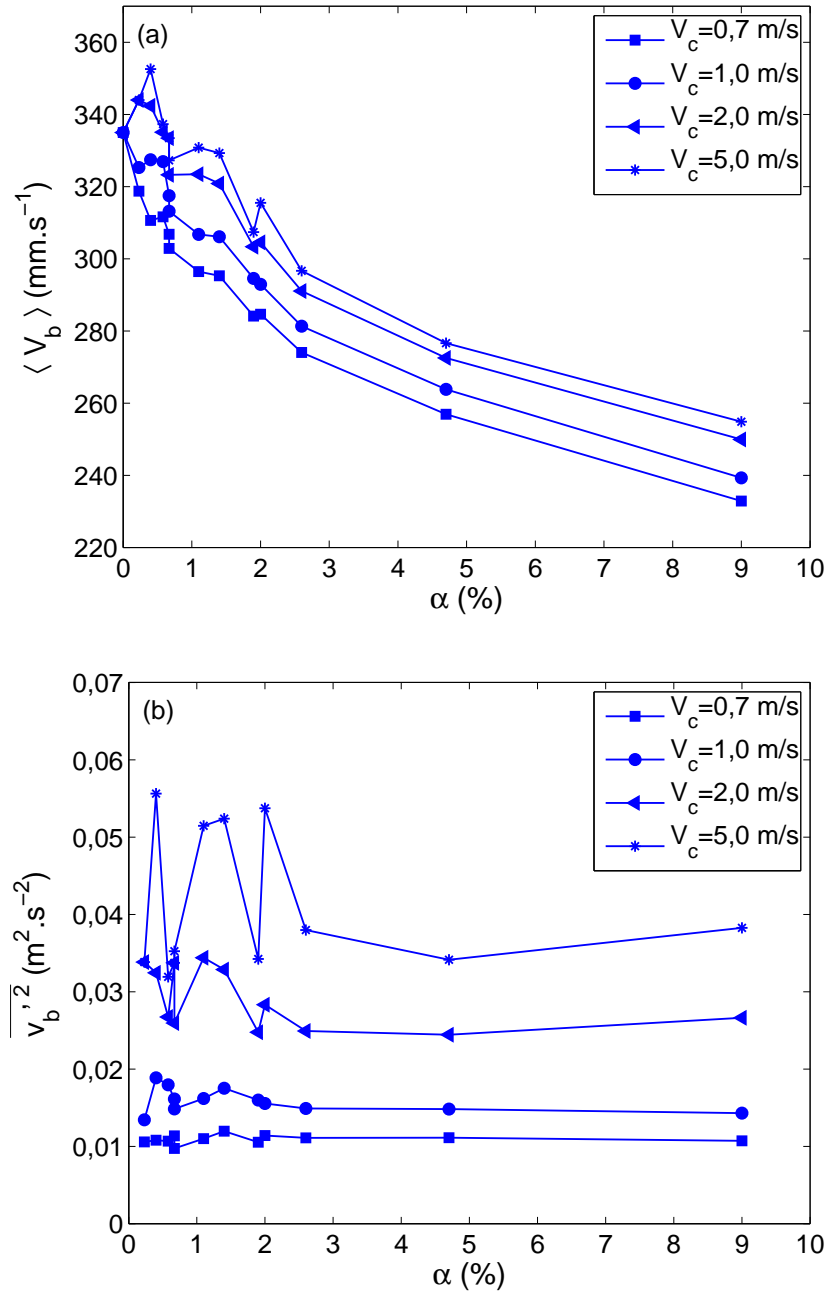 (a)
V_c=0,7 m/s
V_c=1,0 m/s
V_c=2,0 m/s
V_c=5,0 m/s
360
340
320
300
280
260
240
220
⟨ V_b ⟩ (mm.s⁻¹)
0 1 2 3 4 5 6 7 8 9 10
α (%)
(b)
V_c=0,7 m/s
V_c=1,0 m/s
V_c=2,0 m/s
V_c=5,0 m/s
0,07
0,06
0,05
0,04
0,03
0,02
0,01
0
v_b'² (m².s⁻²)
0 1 2 3 4 5 6 7 8 9 10
α (%)